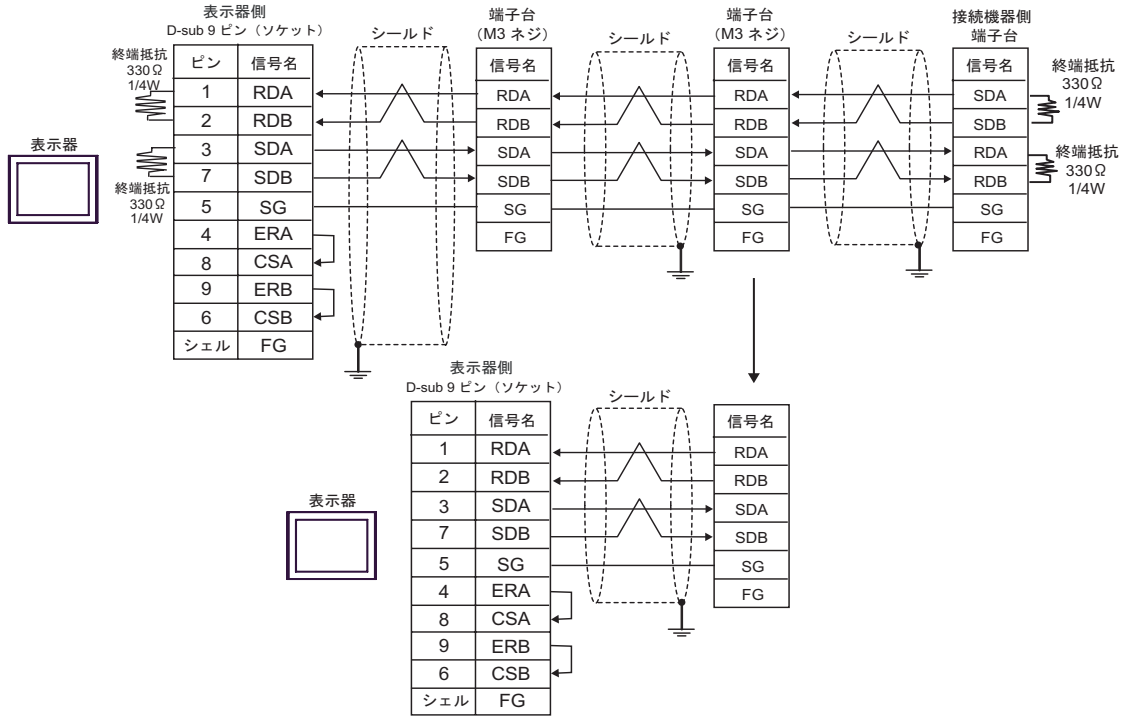 表示器側
D-sub 9 ピン（ソケット）
シールド
端子台
(M3 ネジ)
シールド
端子台
(M3 ネジ)
シールド
接続機器側
端子台
終端抵抗
330Ω
1/4W
ピン 信号名
1 RDA
2 RDB
3 SDA
7 SDB
5 SG
4 ERA
8 CSA
9 ERB
6 CSB
シェル FG
終端抵抗
330Ω
1/4W
表示器
信号名
RDA
RDB
SDA
SDB
SG
FG
信号名
RDA
RDB
SDA
SDB
SG
FG
信号名
SDA
SDB
RDA
RDB
SG
FG
終端抵抗
330Ω
1/4W
終端抵抗
330Ω
1/4W
表示器側
D-sub 9 ピン（ソケット）
シールド
表示器
ピン 信号名
1 RDA
2 RDB
3 SDA
7 SDB
5 SG
4 ERA
8 CSA
9 ERB
6 CSB
シェル FG
信号名
RDA
RDB
SDA
SDB
SG
FG